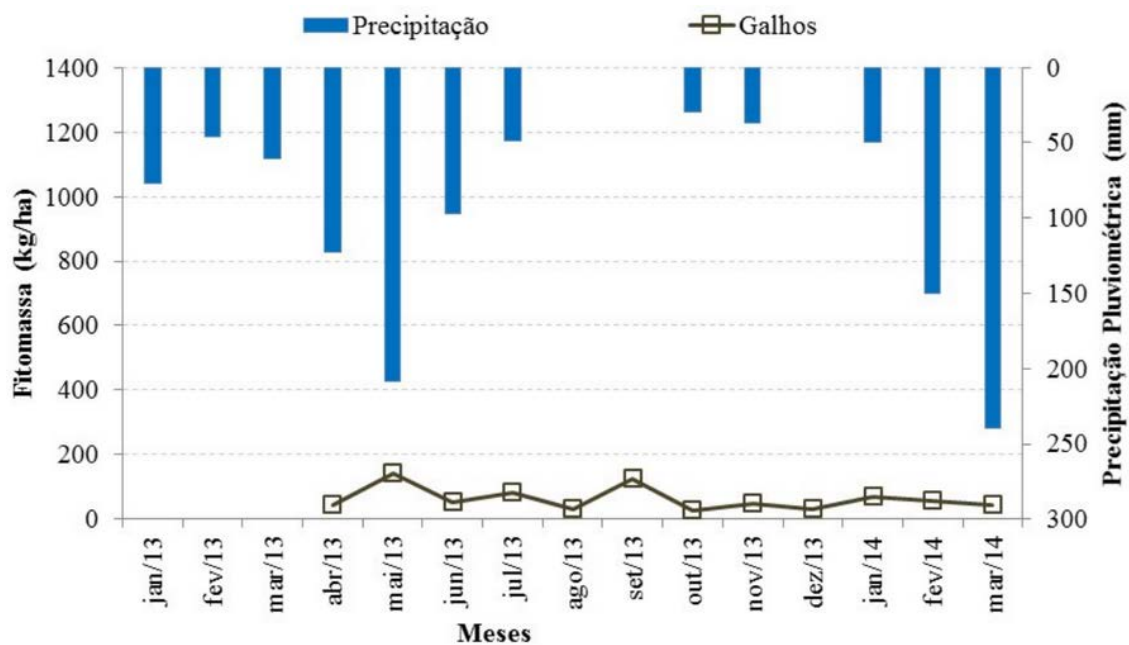 Precipitação
Galhos
Fitomassa (kg/ha)
1400
1200
1000
800
600
400
200
0
0
50
100
150
200
250
300
Precipitação Pluviométrica (mm)
jan/13
fev/13
mar/13
abr/13
mai/13
jun/13
jul/13
ago/13
set/13
out/13
nov/13
dez/13
jan/14
fev/14
mar/14
Meses